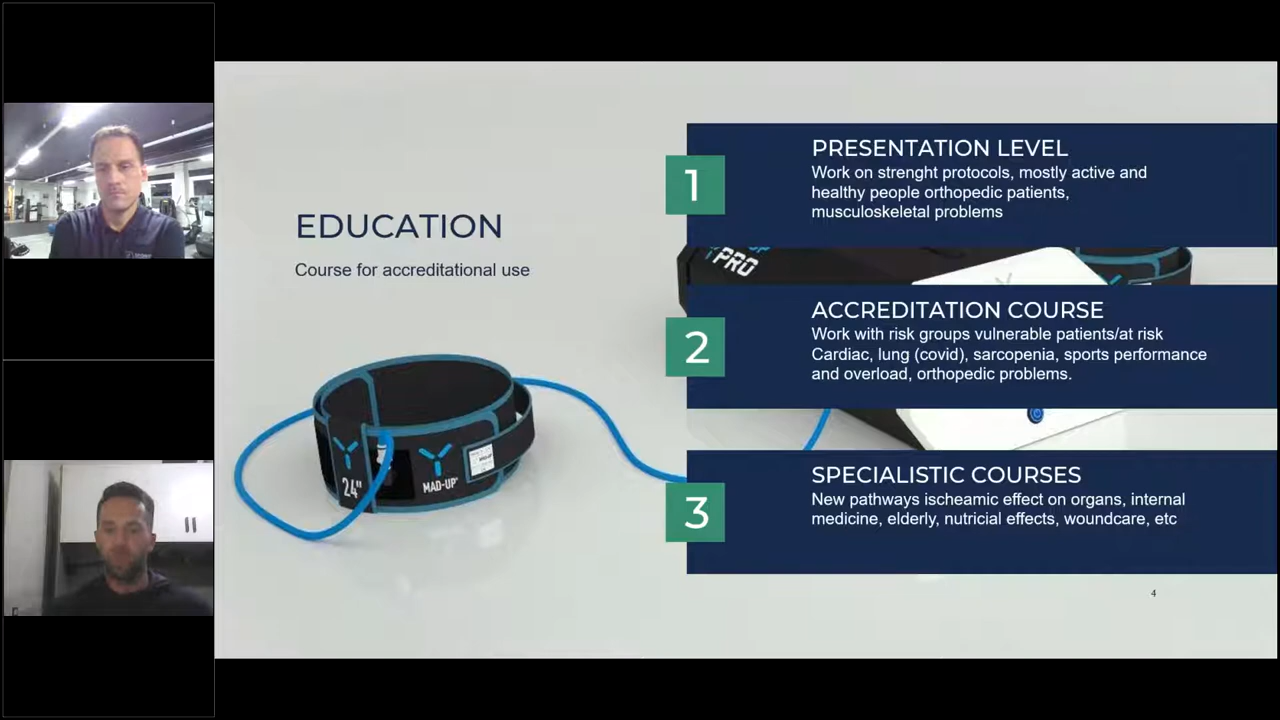 EDUCATION
Course for accreditational use
24"
MAD-UP
PRO
1
PRESENTATION LEVEL
Work on strenght protocols, mostly active and
healthy people orthopedic patients,
musculoskeletal problems
2
ACCREDITATION COURSE
Work with risk groups vulnerable patients/at risk
Cardiac, lung (covid), sarcopenia, sports performance
and overload, orthopedic problems.
3
SPECIALISTIC COURSES
New pathways ischeamic effect on organs, internal
medicine, elderly, nutricial effects, woundcare, etc
4